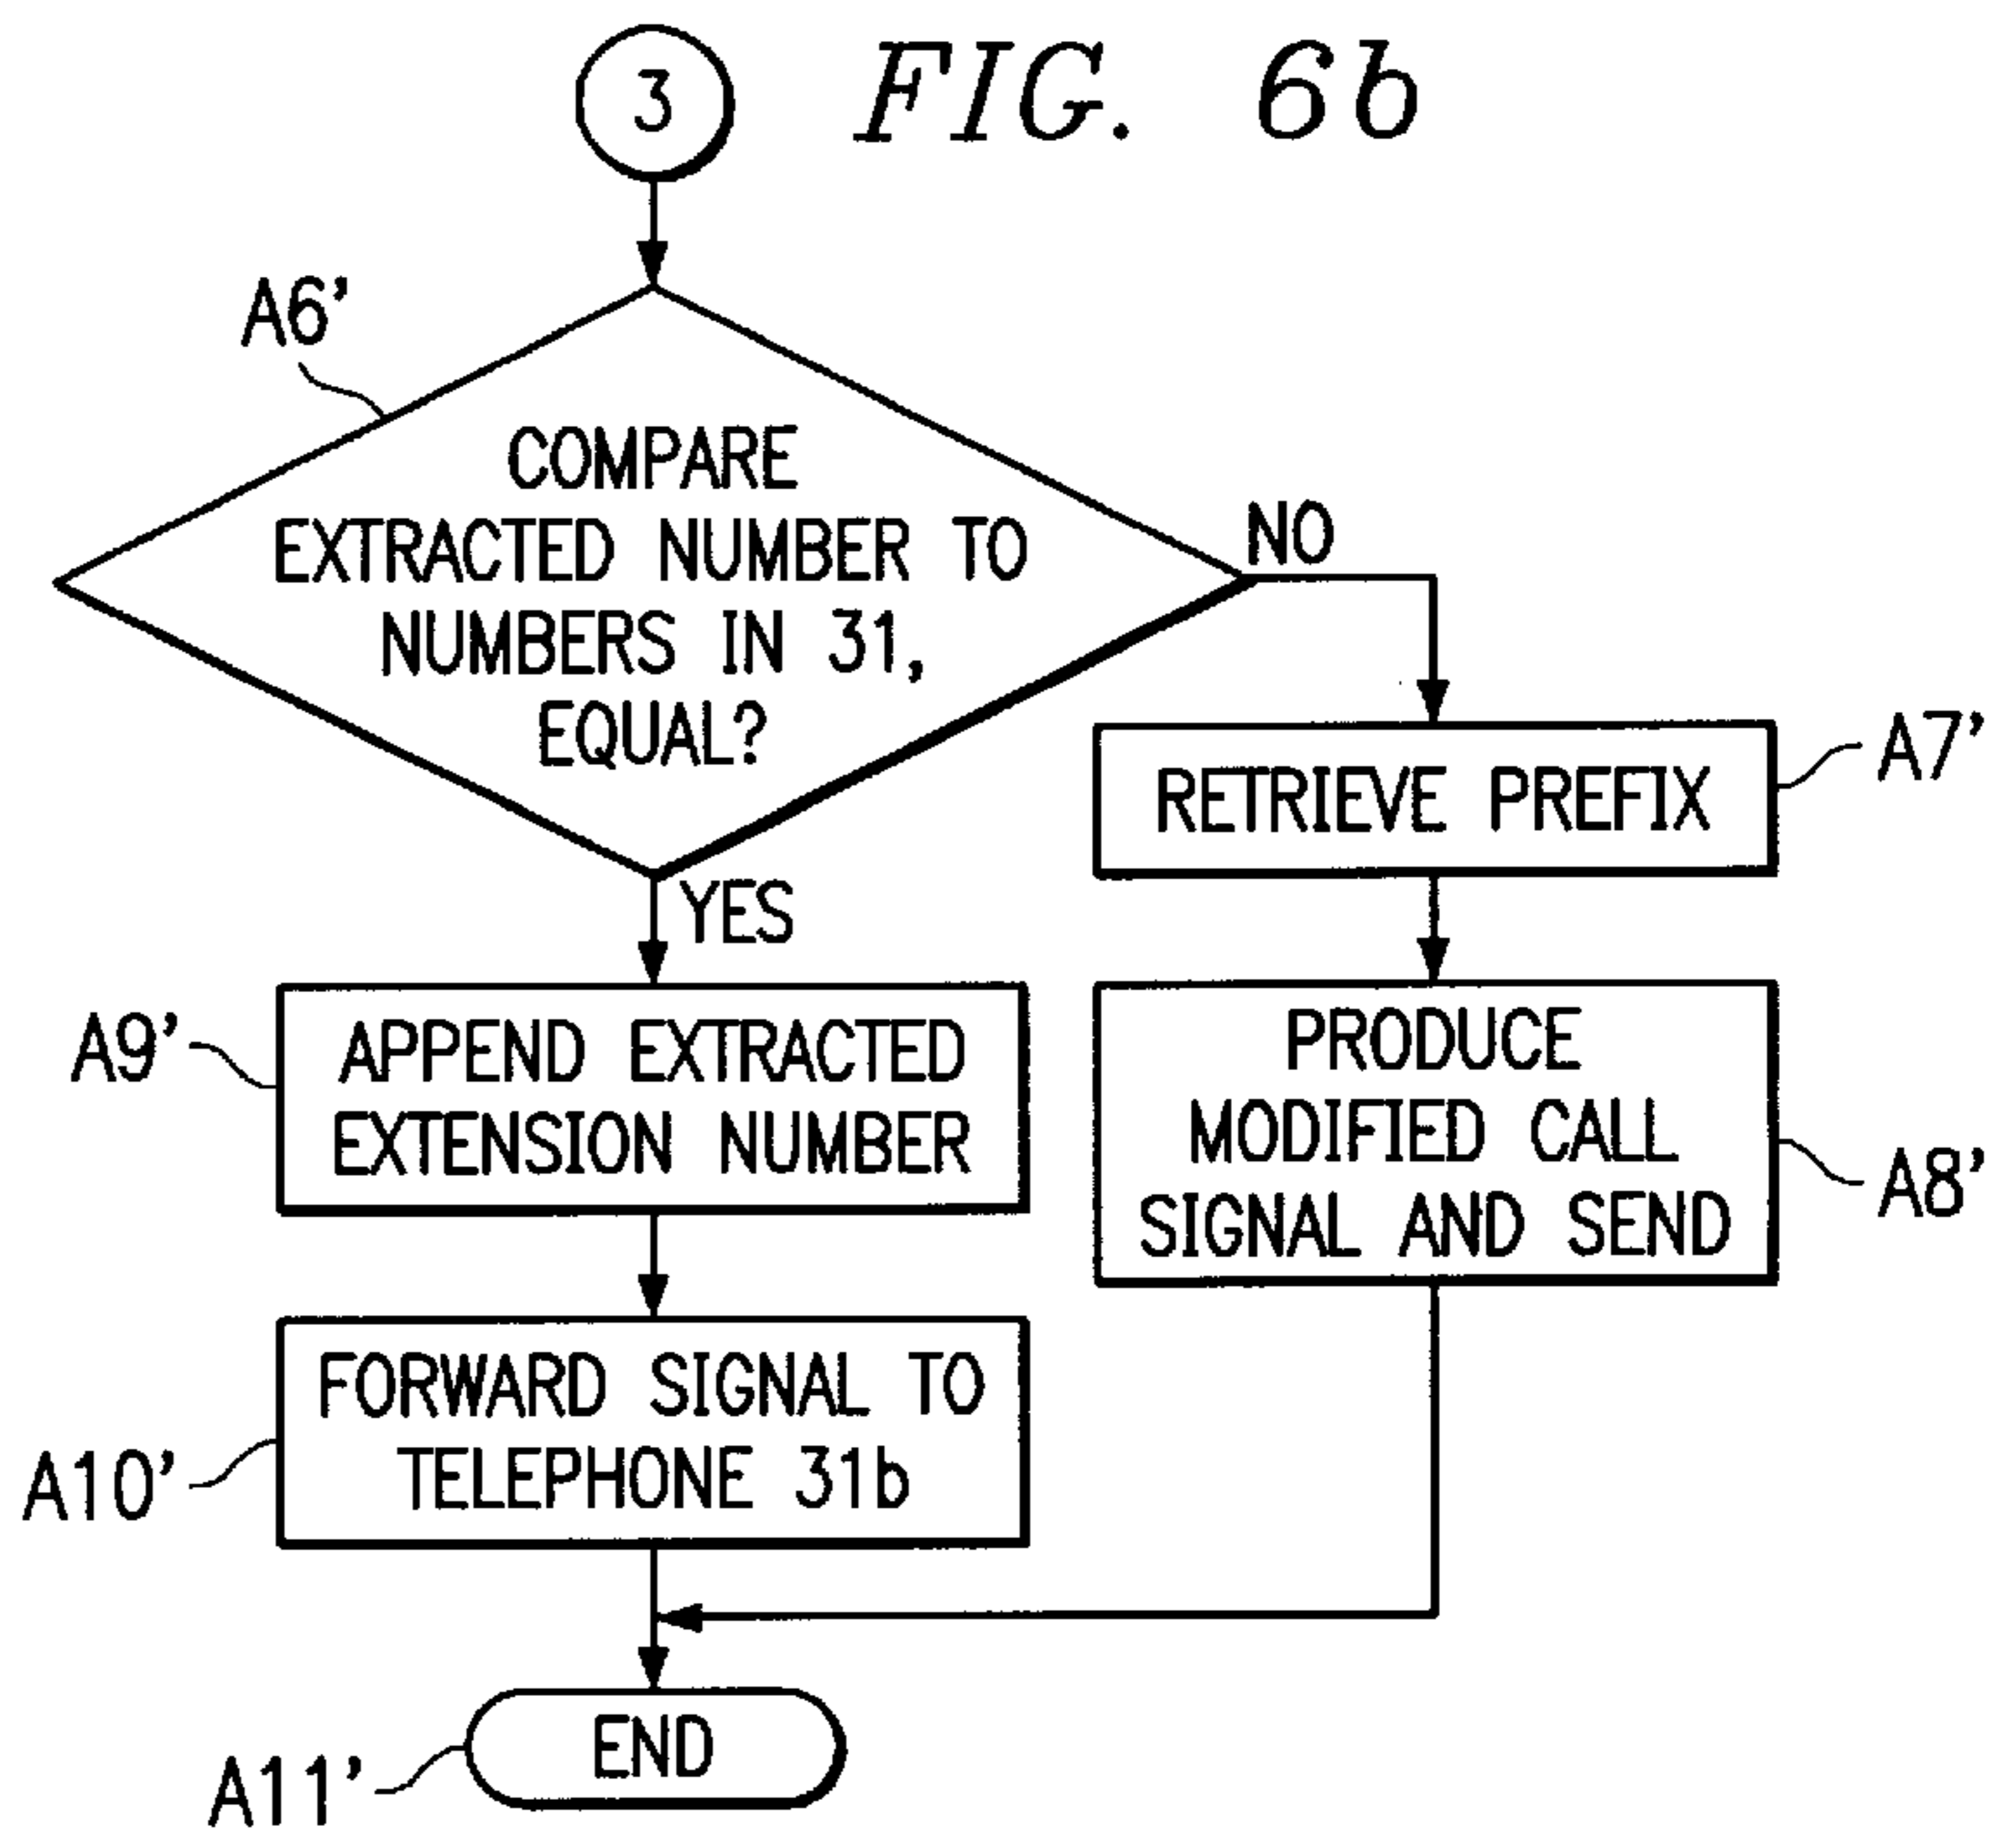 3
FIG. 6b
A6'
COMPARE
EXTRACTED NUMBER TO
NUMBERS IN 31,
EQUAL?
NO
YES
A7'
RETRIEVE PREFIX
A9'
APPEND EXTRACTED
EXTENSION NUMBER
PRODUCE
MODIFIED CALL
SIGNAL AND SEND
A8'
A10'
FORWARD SIGNAL TO
TELEPHONE 31b
END
A11'